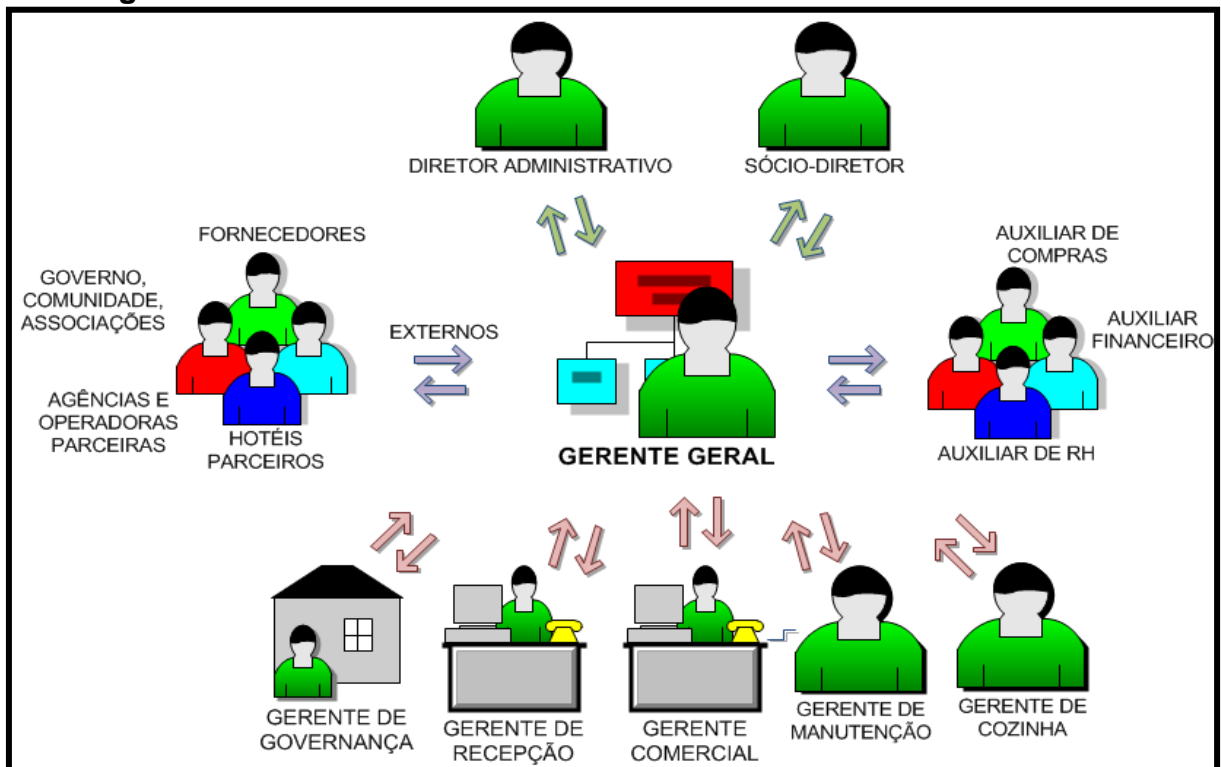 DIRETOR ADMINISTRATIVO
SÓCIO-DIRETOR
FORNECEDORES
GOVERNO,
COMUNIDADE,
ASSOCIAÇÕES
AGÊNCIAS E
OPERADORAS
PARCEIRAS
HOTÉIS
PARCEIROS
EXTERNOS
GERENTE GERAL
AUXILIAR DE
COMPRAS
AUXILIAR
FINANCEIRO
AUXILIAR DE RH
GERENTE DE
GOVERNANÇA
GERENTE DE
RECEPÇÃO
GERENTE
COMERCIAL
GERENTE DE
MANUTENÇÃO
GERENTE DE
COZINHA